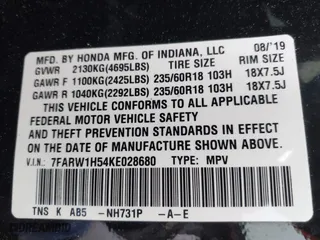 MFD. BY HONDA MFG. OF INDIANA, LLC 08/'19
GVWR 2130KG(4695LBS) TIRE SIZE RIM SIZE
GAWR F 1100KG(2425LBS) 235/60R18 103H 18X7.5J
GAWR R 1040KG(2292LBS) 235/60R18 103H 18X7.5J
THIS VEHICLE CONFORMS TO ALL APPLICABLE
FEDERAL MOTOR VEHICLE SAFETY
AND THEFT PREVENTION STANDARDS IN EFFECT
ON THE DATE OF MANUFACTURE SHOWN ABOVE.
V.I.N: 7FARW1H54KE028680 TYPE: MPV
TNS K AB5 -NH731P -A-E